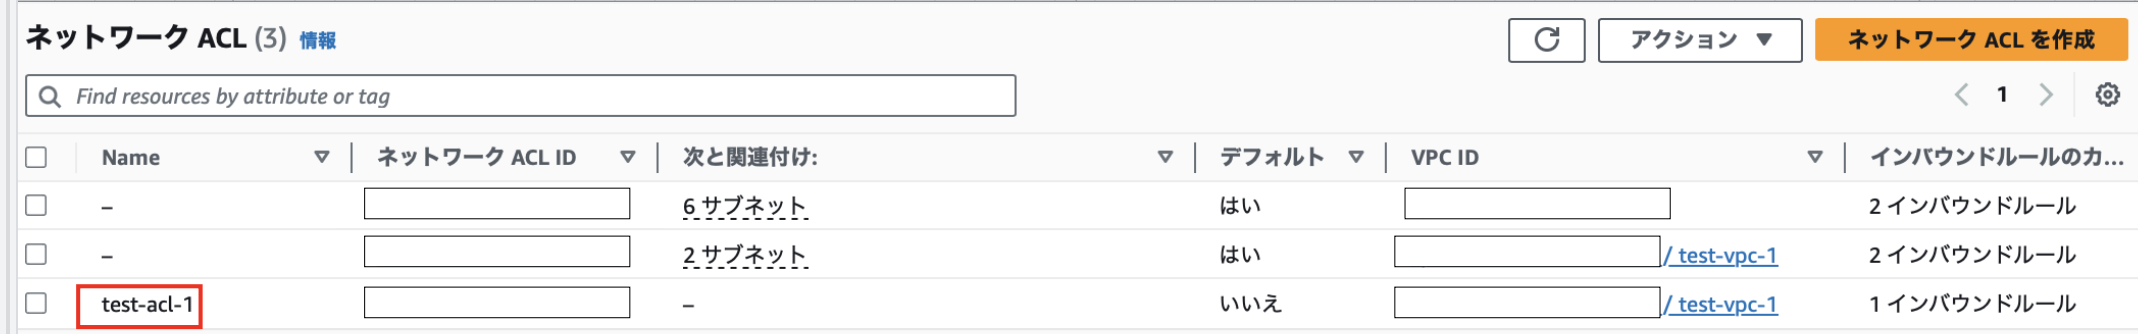 ネットワーク ACL (3) 情報 アクション ネットワーク ACL を作成
Find resources by attribute or tag 1
Name ネットワーク ACL ID 次と関連付け: デフォルト VPC ID インバウンドルールのカ...
– 6 サブネット はい 2 インバウンドルール
– 2 サブネット はい / test-vpc-1 2 インバウンドルール
test-acl-1 – いいえ / test-vpc-1 1 インバウンドルール